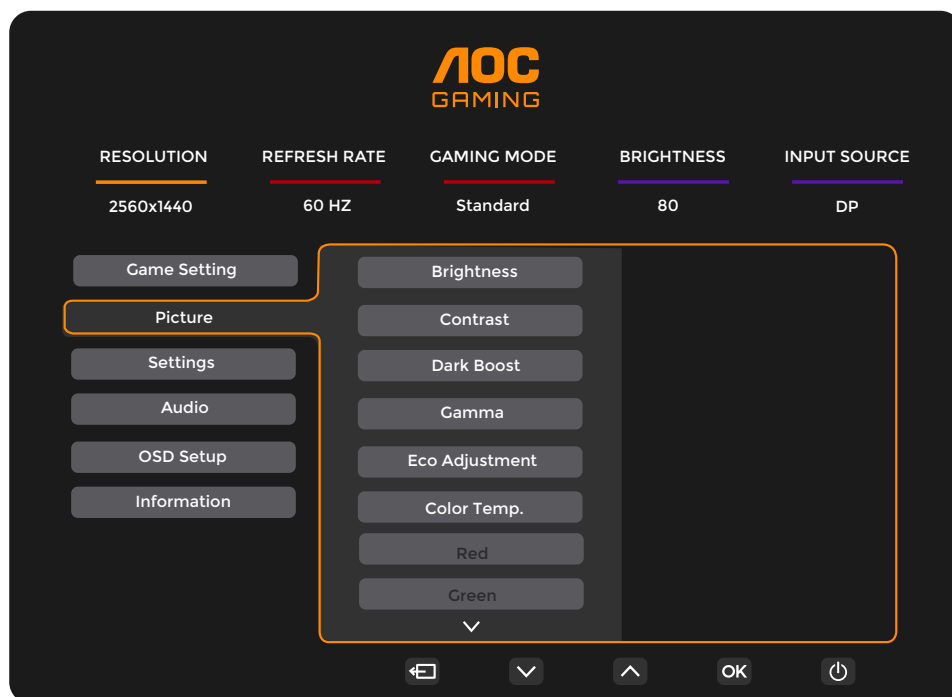 AOC
GAMING
RESOLUTION REFRESH RATE GAMING MODE BRIGHTNESS INPUT SOURCE
2560x1440 60 HZ Standard 80 DP
Game Setting
Picture
Settings
Audio
OSD Setup
Information
Brightness
Contrast
Dark Boost
Gamma
Eco Adjustment
Color Temp.
Red
Green
OK